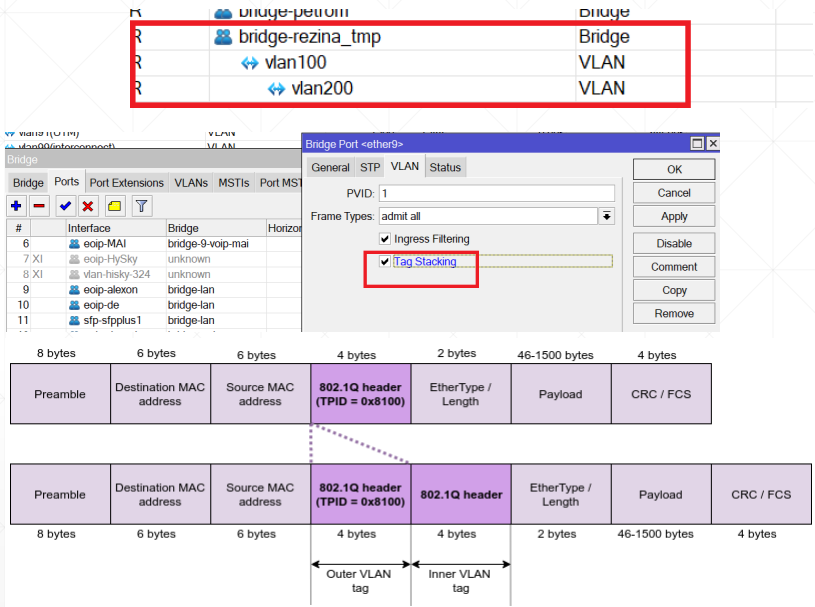 bridge-petrom Bridge
R bridge-rezina_tmp Bridge
R vlan100 VLAN
R vlan200 VLAN
vlan91(UTM) VLAN
vlan99(interconnect) VLAN
Bridge
Bridge Ports Port Extensions VLANs MSTIs Port MST
# Interface Bridge Horizon
6 eoip-MAI bridge-9-voip-mai
7 XI eoip-HySky unknown
8 XI vlan-hisky-324 unknown
9 eoip-alexon bridge-lan
10 eoip-de bridge-lan
11 sfp-sfpplus1 bridge-lan
Bridge Port <ether9>
General STP VLAN Status
PVID: 1
Frame Types: admit all
Ingress Filtering
Tag Stacking
OK
Cancel
Apply
Disable
Comment
Copy
Remove
8 bytes 6 bytes 6 bytes 4 bytes 2 bytes 46-1500 bytes 4 bytes
Preamble
Destination MAC
address
Source MAC
address
802.1Q header
(TPID = 0x8100)
EtherType /
Length
Payload
CRC / FCS
Preamble
Destination MAC
address
Source MAC
address
802.1Q header
(TPID = 0x8100)
802.1Q header
EtherType /
Length
Payload
CRC / FCS
8 bytes 6 bytes 6 bytes 4 bytes 4 bytes 2 bytes 46-1500 bytes 4 bytes
Outer VLAN
tag
Inner VLAN
tag